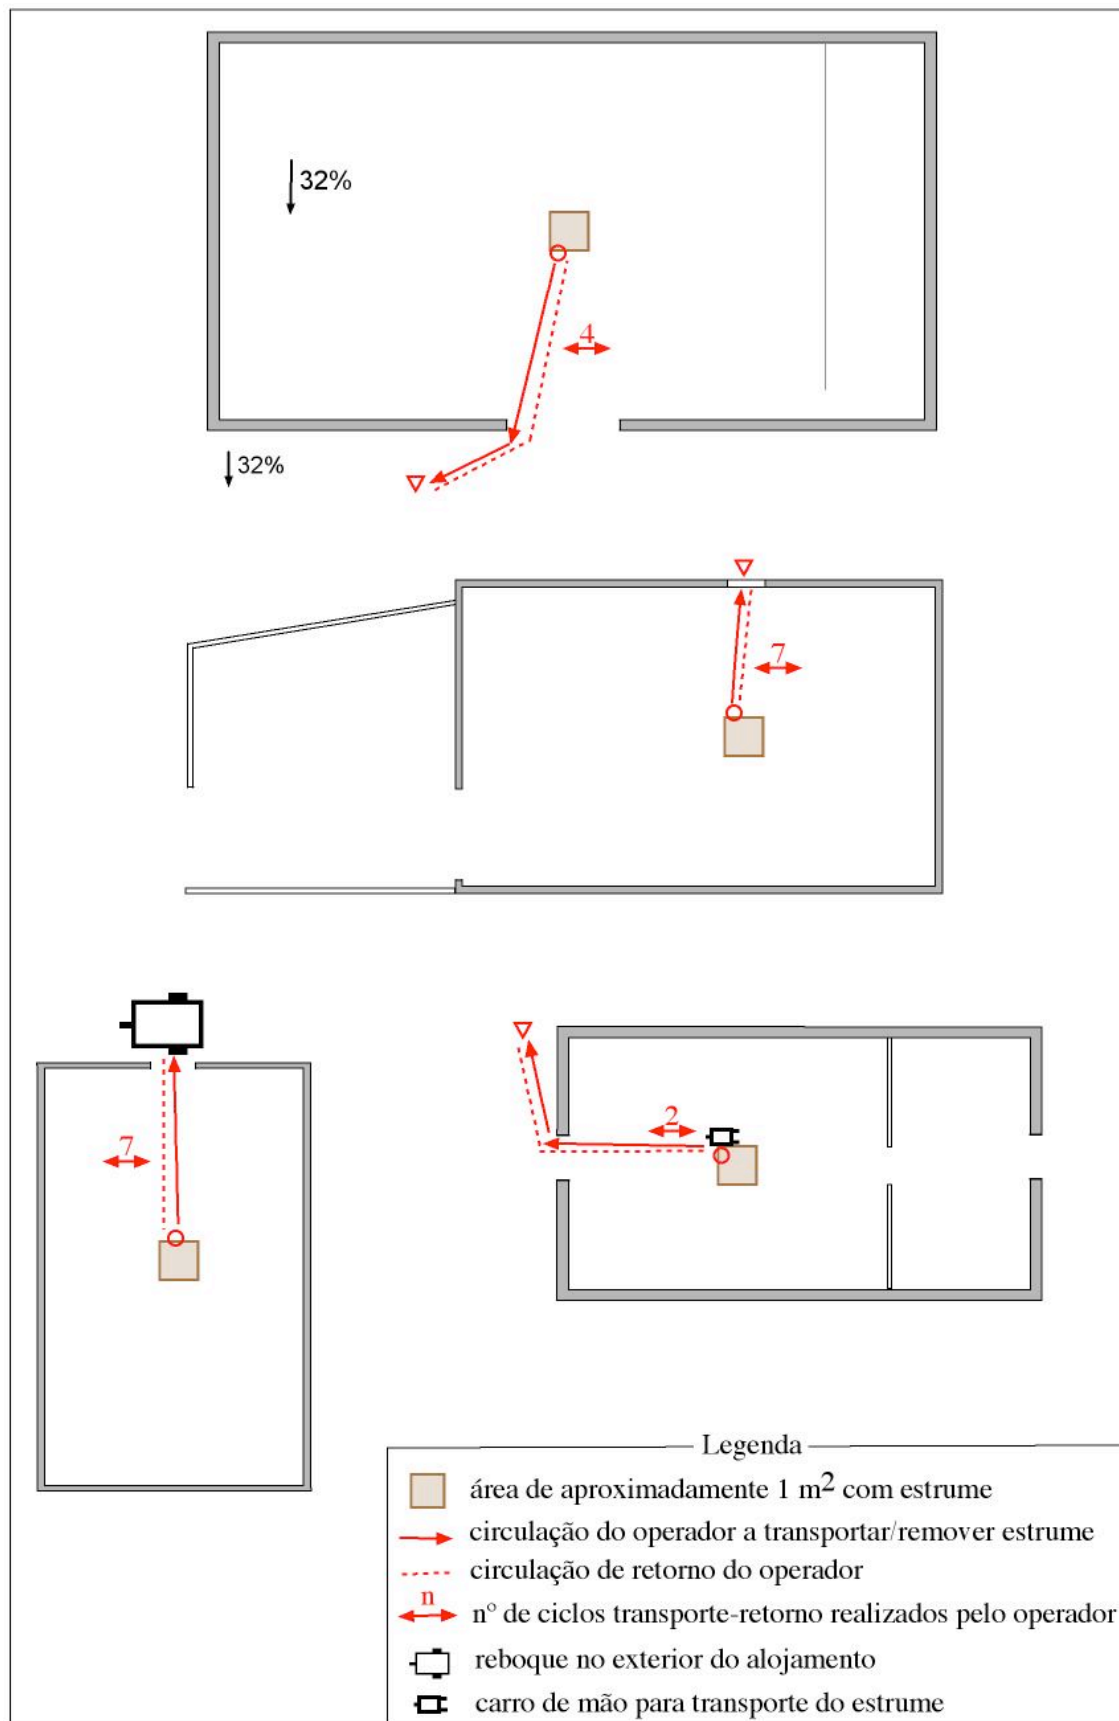 32%
4
32%
7
7
2
Legenda
área de aproximadamente 1 m² com estrume
circulação do operador a transportar/remover estrume
circulação de retorno do operador
n
nº de ciclos transporte-retorno realizados pelo operador
reboque no exterior do alojamento
carro de mão para transporte do estrume